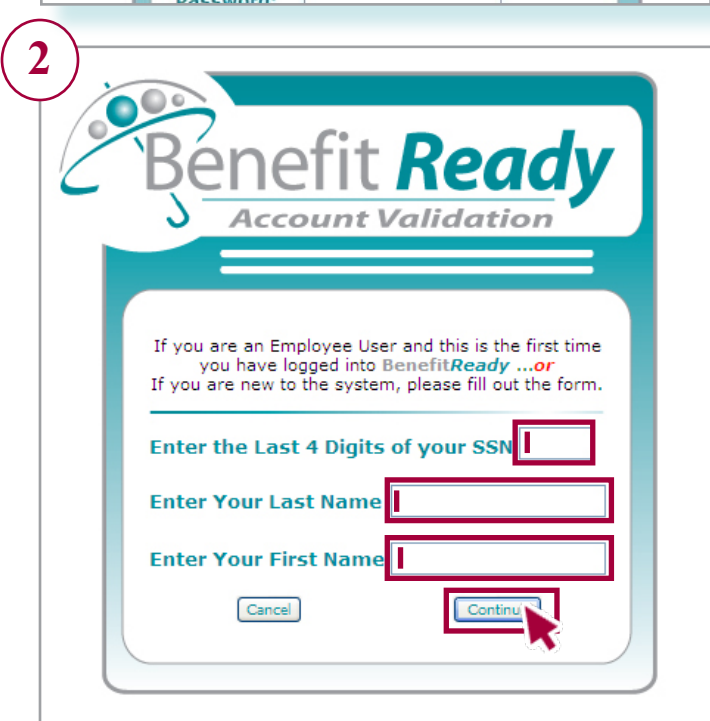 Password:
2
Benefit Ready
Account Validation
If you are an Employee User and this is the first time
you have logged into BenefitReady ...or
If you are new to the system, please fill out the form.
Enter the Last 4 Digits of your SSN
Enter Your Last Name
Enter Your First Name
Cancel Continu